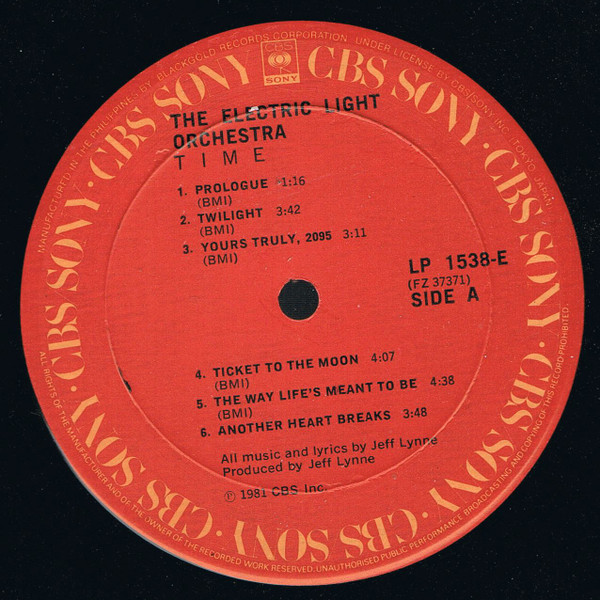 MANUFACTURED IN THE PHILIPPINES BY BLACKGOLD RECORDS CORPORATION UNDER LICENSE BY CBS/SONY INC. TOKYO JAPAN
CBS SONY · CBS SONY · CBS SONY · CBS SONY · CBS SONY · CBS SONY · CBS SONY · CBS SONY · CBS SONY
CBS
SONY
THE ELECTRIC LIGHT
ORCHESTRA
TIME
1. PROLOGUE 1:16
(BMI)
2. TWILIGHT 3:42
(BMI)
3. YOURS TRULY, 2095 3:11
(BMI)
LP 1538-E
(FZ 37371)
SIDE A
4. TICKET TO THE MOON 4:07
(BMI)
5. THE WAY LIFE'S MEANT TO BE 4:38
(BMI)
6. ANOTHER HEART BREAKS 3:48
All music and lyrics by Jeff Lynne
Produced by Jeff Lynne
℗ 1981 CBS Inc.
ALL RIGHTS OF THE MANUFACTURER AND OF THE OWNER OF THE RECORDED WORK RESERVED. UNAUTHORISED PUBLIC PERFORMANCE BROADCASTING AND COPYING OF THIS RECORD PROHIBITED.